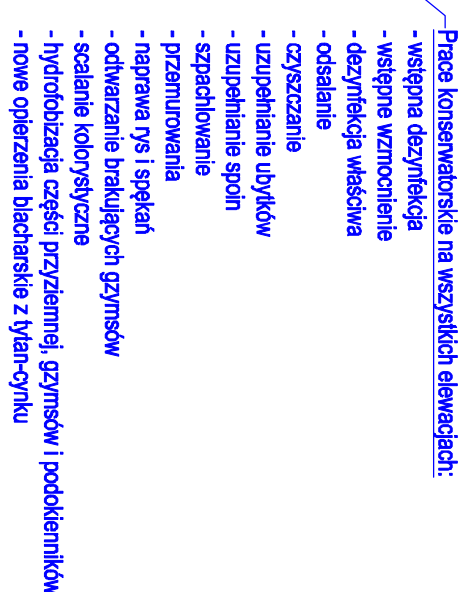 Prace konserwatorskie na wszystkich elewacjach:
- wstępna dezynfekcja
- wstępne wzmocnienie
- dezynfekcja właściwa
- odsalanie
- czyszczanie
- uzupełnianie ubytków
- uzupełnianie spoin
- szpachlowanie
- przemurowania
- naprawa rys i spękań
- odtwarzanie brakujących gzymsów
- scalanie kolorystyczne
- hydrofobizacja części przyziemnej, gzymsów i podokienników
- nowe opierzenia blacharskie z tytan-cynku